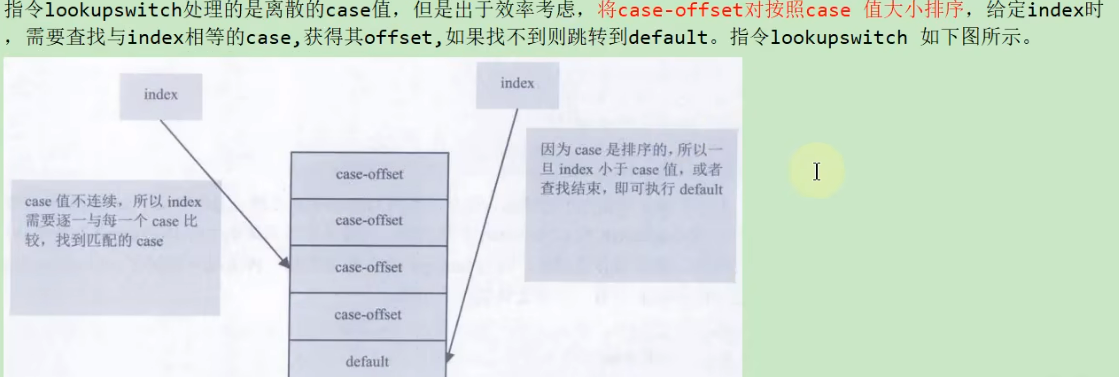 指令lookupswitch处理的是离散的case值，但是出于效率考虑，将case-offset对按照case 值大小排序，给定index时
，需要查找与index相等的case,获得其offset,如果找不到则跳转到default。指令lookupswitch 如下图所示。
index
index
case 值不连续，所以 index
需要逐一与每一个 case 比
较，找到匹配的 case
case-offset
case-offset
case-offset
case-offset
default
因为 case 是排序的，所以一
旦 index 小于 case 值，或者
查找结束，即可执行 default